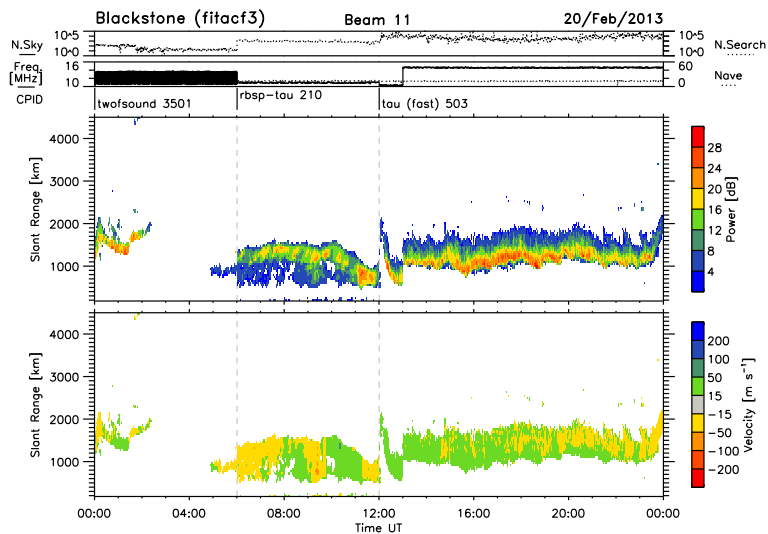 Blackstone (fitacf3) Beam 11 20/Feb/2013
N.Sky 10^5 10^0 10^5 10^0 N.Search
Freq. [MHz] 16 10 60 0 Nave
CPID twofsound 3501 rbsp-tau 210 tau (fast) 503
Slant Range [km] 4000 3000 2000 1000
Power [dB] 28 24 20 16 12 8 4
Slant Range [km] 4000 3000 2000 1000
Velocity [m s⁻¹] 200 100 50 15 -15 -50 -100 -200
00:00 04:00 08:00 12:00 16:00 20:00 00:00
Time UT